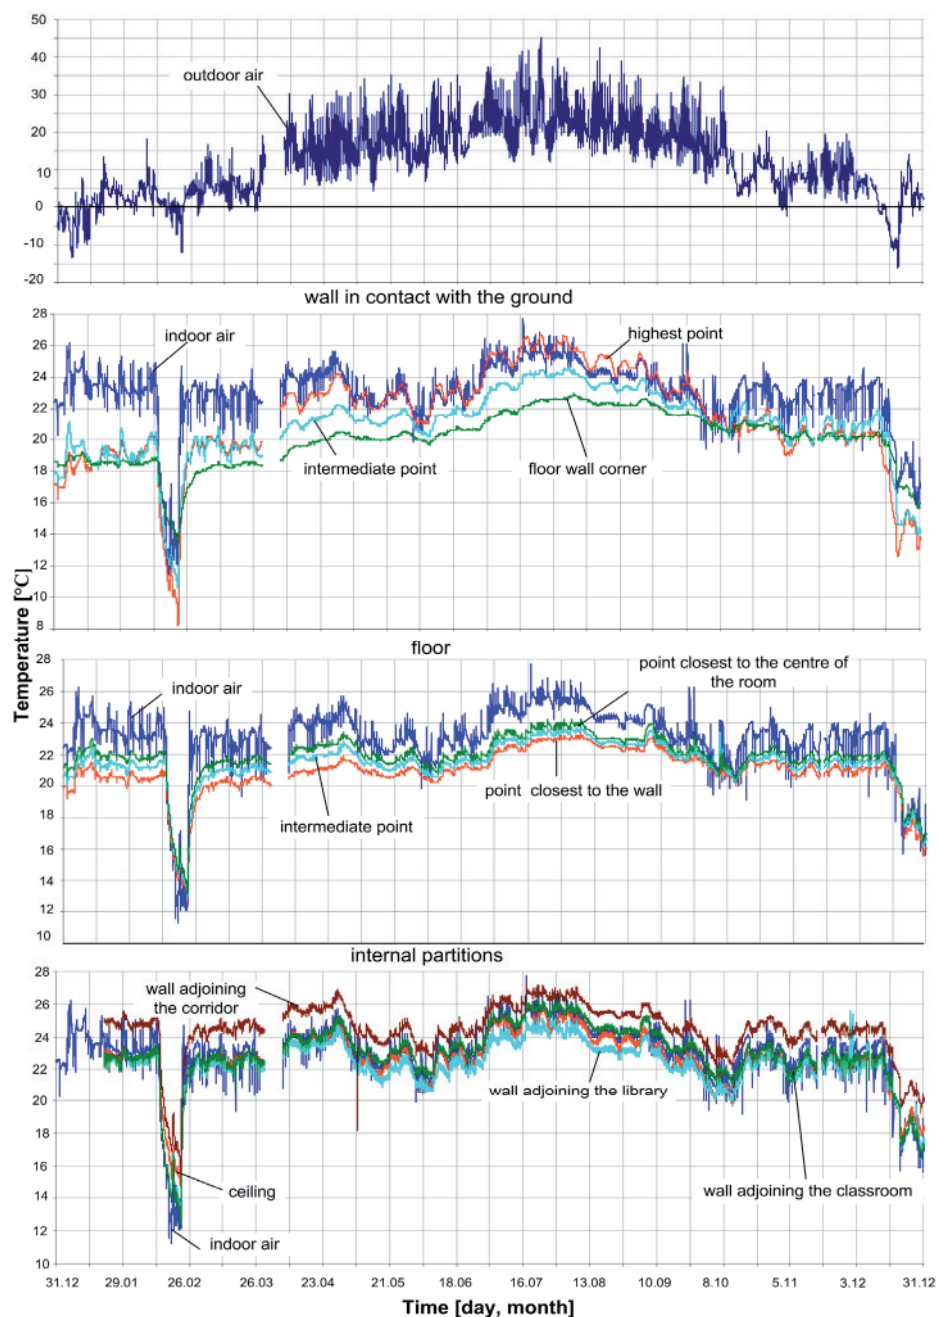 50
40
outdoor air
30
20
10
0
-10
-20
wall in contact with the ground
28
indoor air
highest point
26
24
22
20
intermediate point
floor wall corner
18
16
14
12
10
8
Temperature [°C]
floor
28
point closest to the centre of
the room
indoor air
26
24
22
20
point closest to the wall
intermediate point
18
16
14
12
10
internal partitions
28
wall adjoining
the corridor
26
24
22
wall adjoining the library
20
18
16
ceiling
wall adjoining the classroom
14
12
indoor air
10
31.12 29.01 26.02 26.03 23.04 21.05 18.06 16.07 13.08 10.09 8.10 5.11 3.12 31.12
Time [day, month]